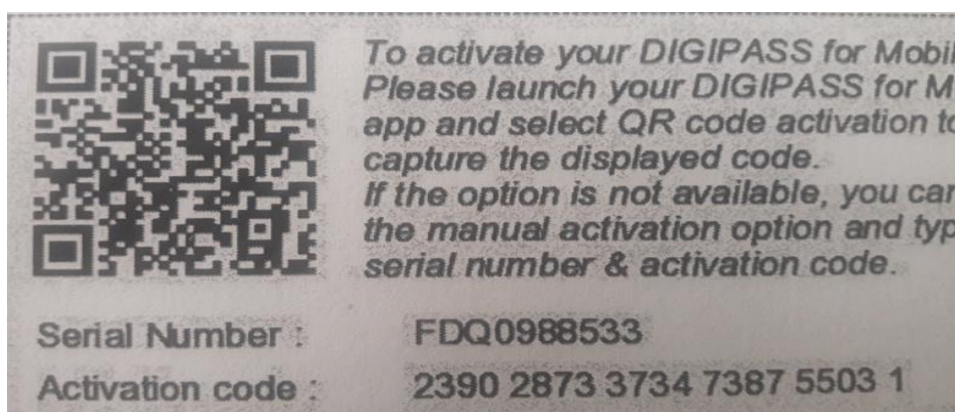 To activate your DIGIPASS for Mobil
Please launch your DIGIPASS for M
app and select QR code activation to
capture the displayed code.
If the option is not available, you can
the manual activation option and typ
serial number & activation code.
Serial Number : FDQ0988533
Activation code : 2390 2873 3734 7387 5503 1